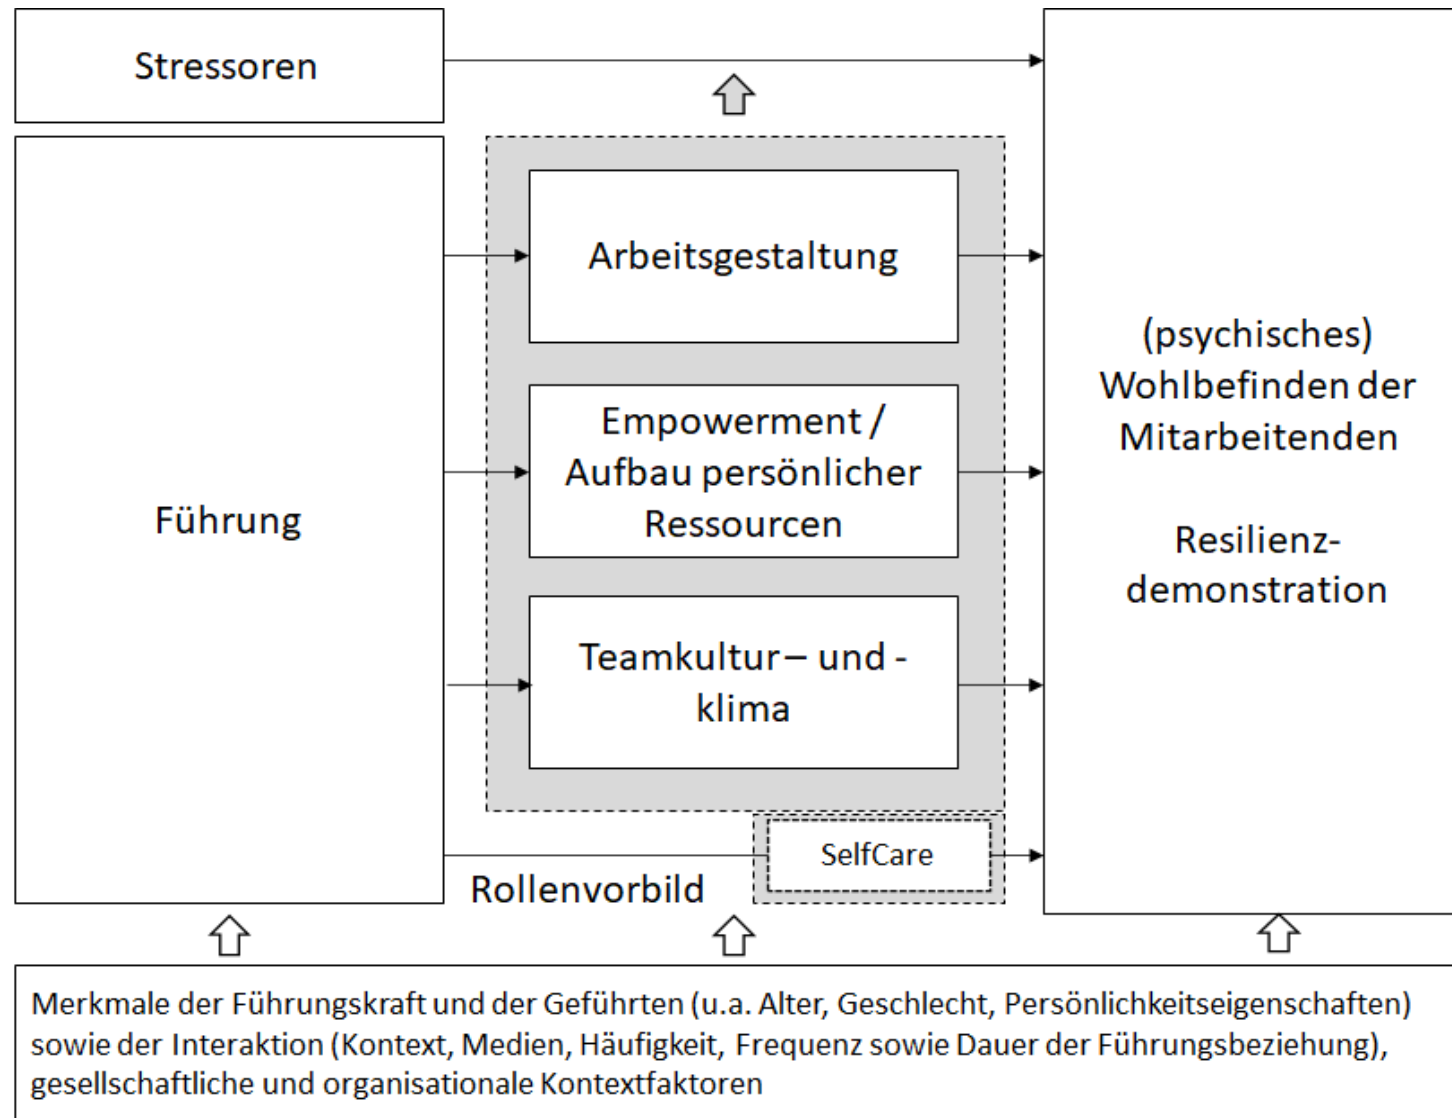 Stressoren
Führung
Arbeitsgestaltung
Empowerment /
Aufbau persönlicher
Ressourcen
Teamkultur – und -
klima
SelfCare
Rollenvorbild
(psychisches)
Wohlbefinden der
Mitarbeitenden
Resilienz-
demonstration
Merkmale der Führungskraft und der Geführten (u.a. Alter, Geschlecht, Persönlichkeitseigenschaften)
sowie der Interaktion (Kontext, Medien, Häufigkeit, Frequenz sowie Dauer der Führungsbeziehung),
gesellschaftliche und organisationale Kontextfaktoren